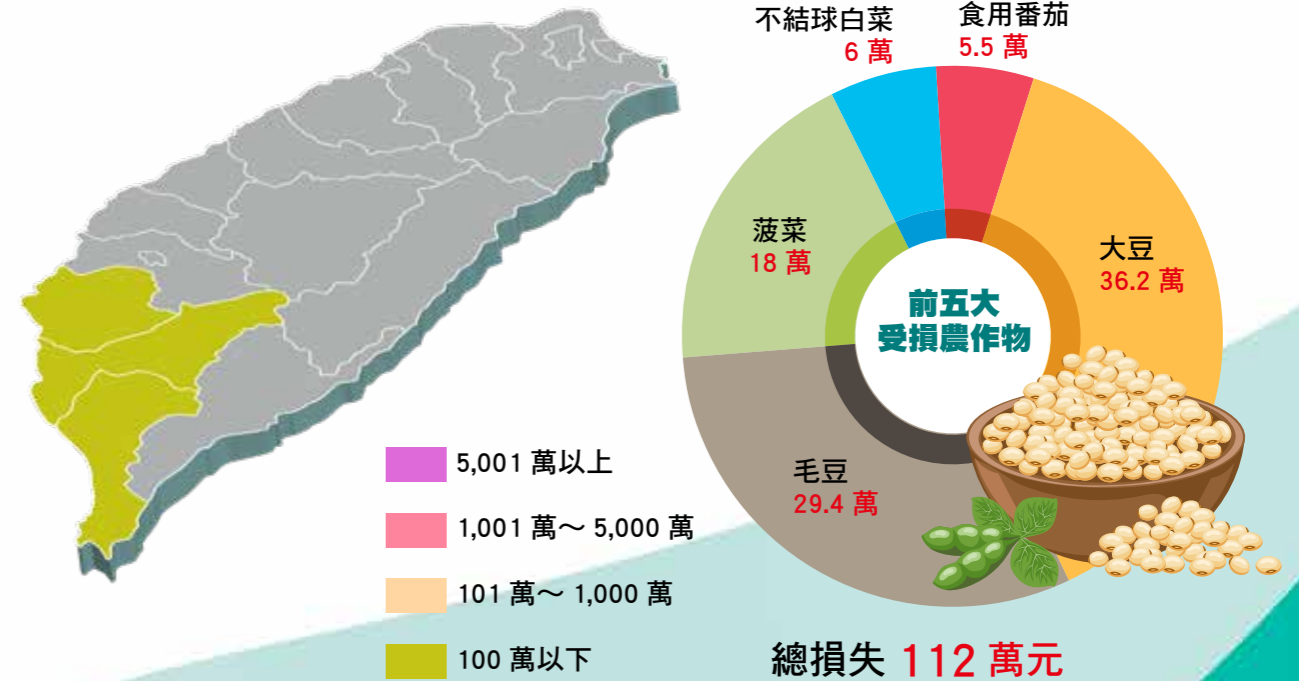 不結球白菜
6 萬
食用番茄
5.5 萬
菠菜
18 萬
大豆
36.2 萬
前五大
受損農作物
毛豆
29.4 萬
5,001 萬以上
1,001 萬～ 5,000 萬
101 萬～ 1,000 萬
100 萬以下
總損失 112 萬元